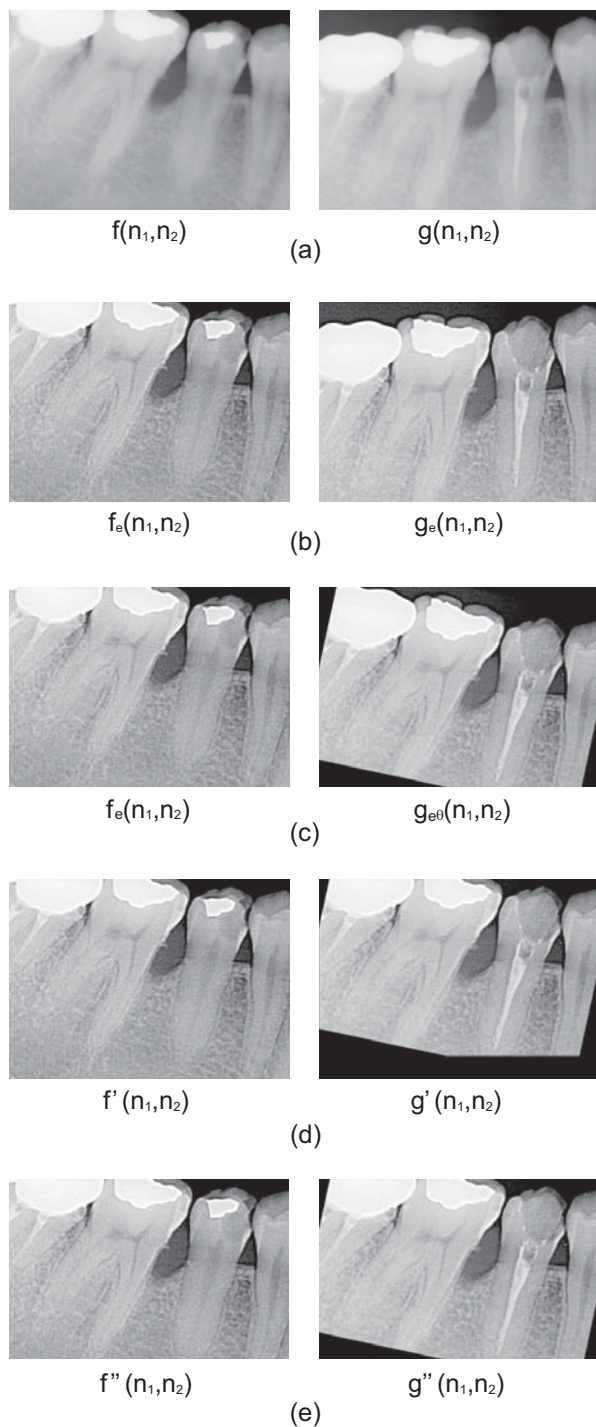 f(n₁,n₂) g(n₁,n₂)
(a)
fₑ(n₁,n₂) gₑ(n₁,n₂)
(b)
fₑ(n₁,n₂) gₑθ(n₁,n₂)
(c)
f' (n₁,n₂) g' (n₁,n₂)
(d)
f" (n₁,n₂) g" (n₁,n₂)
(e)